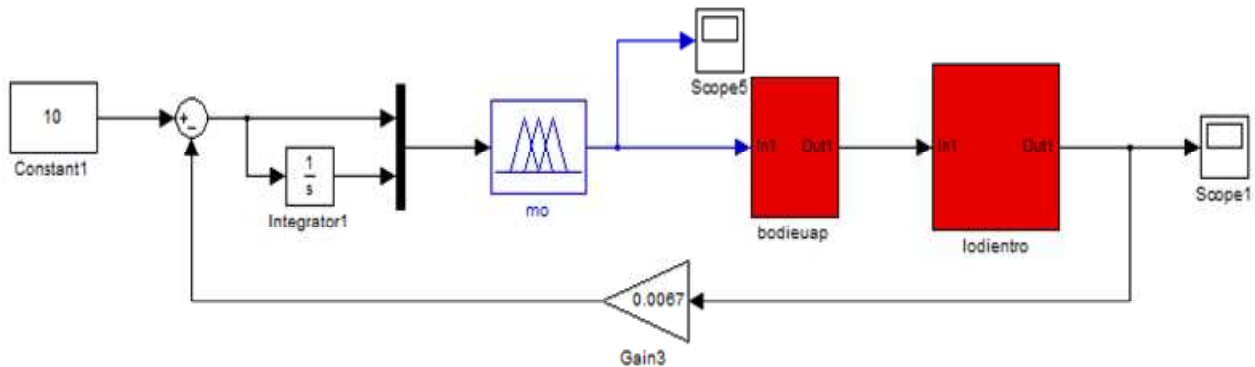 10
Constant1
+
−
1
s
Integrator1
mo
Scope5
In1 Out1
bodieuap
In1 Out1
lodientro
Scope1
0.0067
Gain3